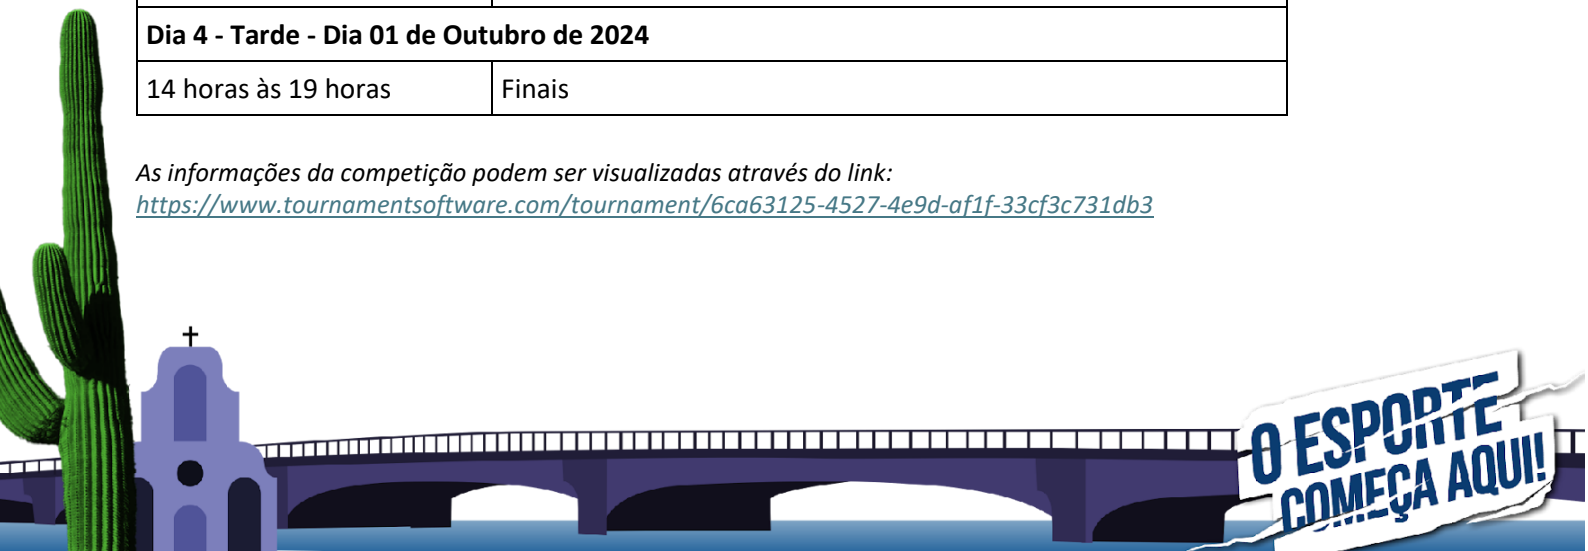 Dia 4 - Tarde - Dia 01 de Outubro de 2024
14 horas às 19 horas Finais
As informações da competição podem ser visualizadas através do link:
https://www.tournamentsoftware.com/tournament/6ca63125-4527-4e9d-af1f-33cf3c731db3
O ESPORTE
COMEÇA AQUI!